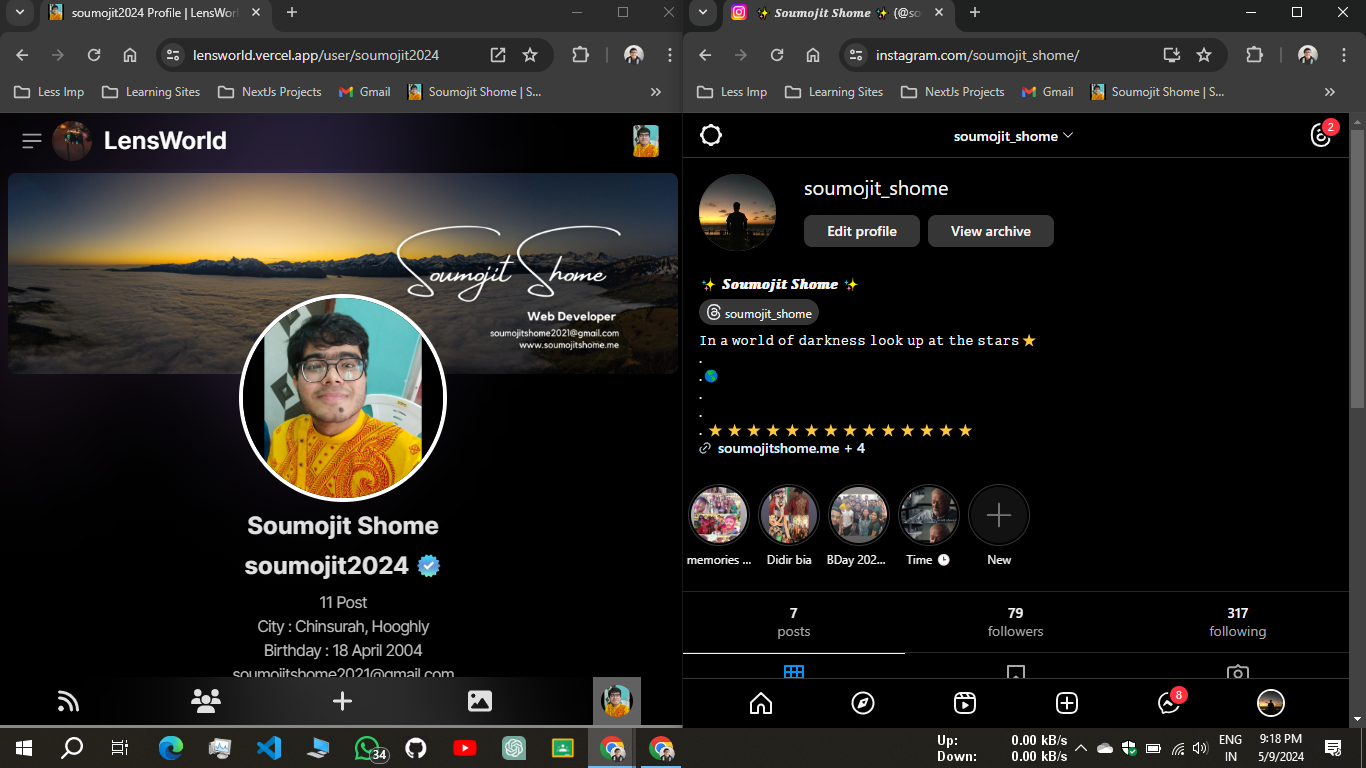 soumojit2024 Profile | LensWorl
lensworld.vercel.app/user/soumojit2024
Less Imp
Learning Sites
NextJs Projects
Gmail
Soumojit Shome | S...
LensWorld
Soumojit Shome
Web Developer
soumojitshome2021@gmail.com
www.soumojitshome.me
Soumojit Shome
soumojit2024
11 Post
City : Chinsurah, Hooghly
Birthday : 18 April 2004
soumojitshome2021@gmail.com
✨ Soumojit Shome ✨ (@so
instagram.com/soumojit_shome/
Less Imp
Learning Sites
NextJs Projects
Gmail
Soumojit Shome | S...
soumojit_shome
2
soumojit_shome
Edit profile
View archive
✨ Soumojit Shome ✨
soumojit_shome
In a world of darkness look up at the stars⭐
.
. 🌎
.
.
. ★ ★ ★ ★ ★ ★ ★ ★ ★ ★ ★ ★ ★ ★
soumojitshome.me + 4
memories ...
Didir bia
BDay 202...
Time 🕒
New
7
posts
79
followers
317
following
8
34
Up: 0.00 kB/s
Down: 0.00 kB/s
ENG
IN
9:18 PM
5/9/2024